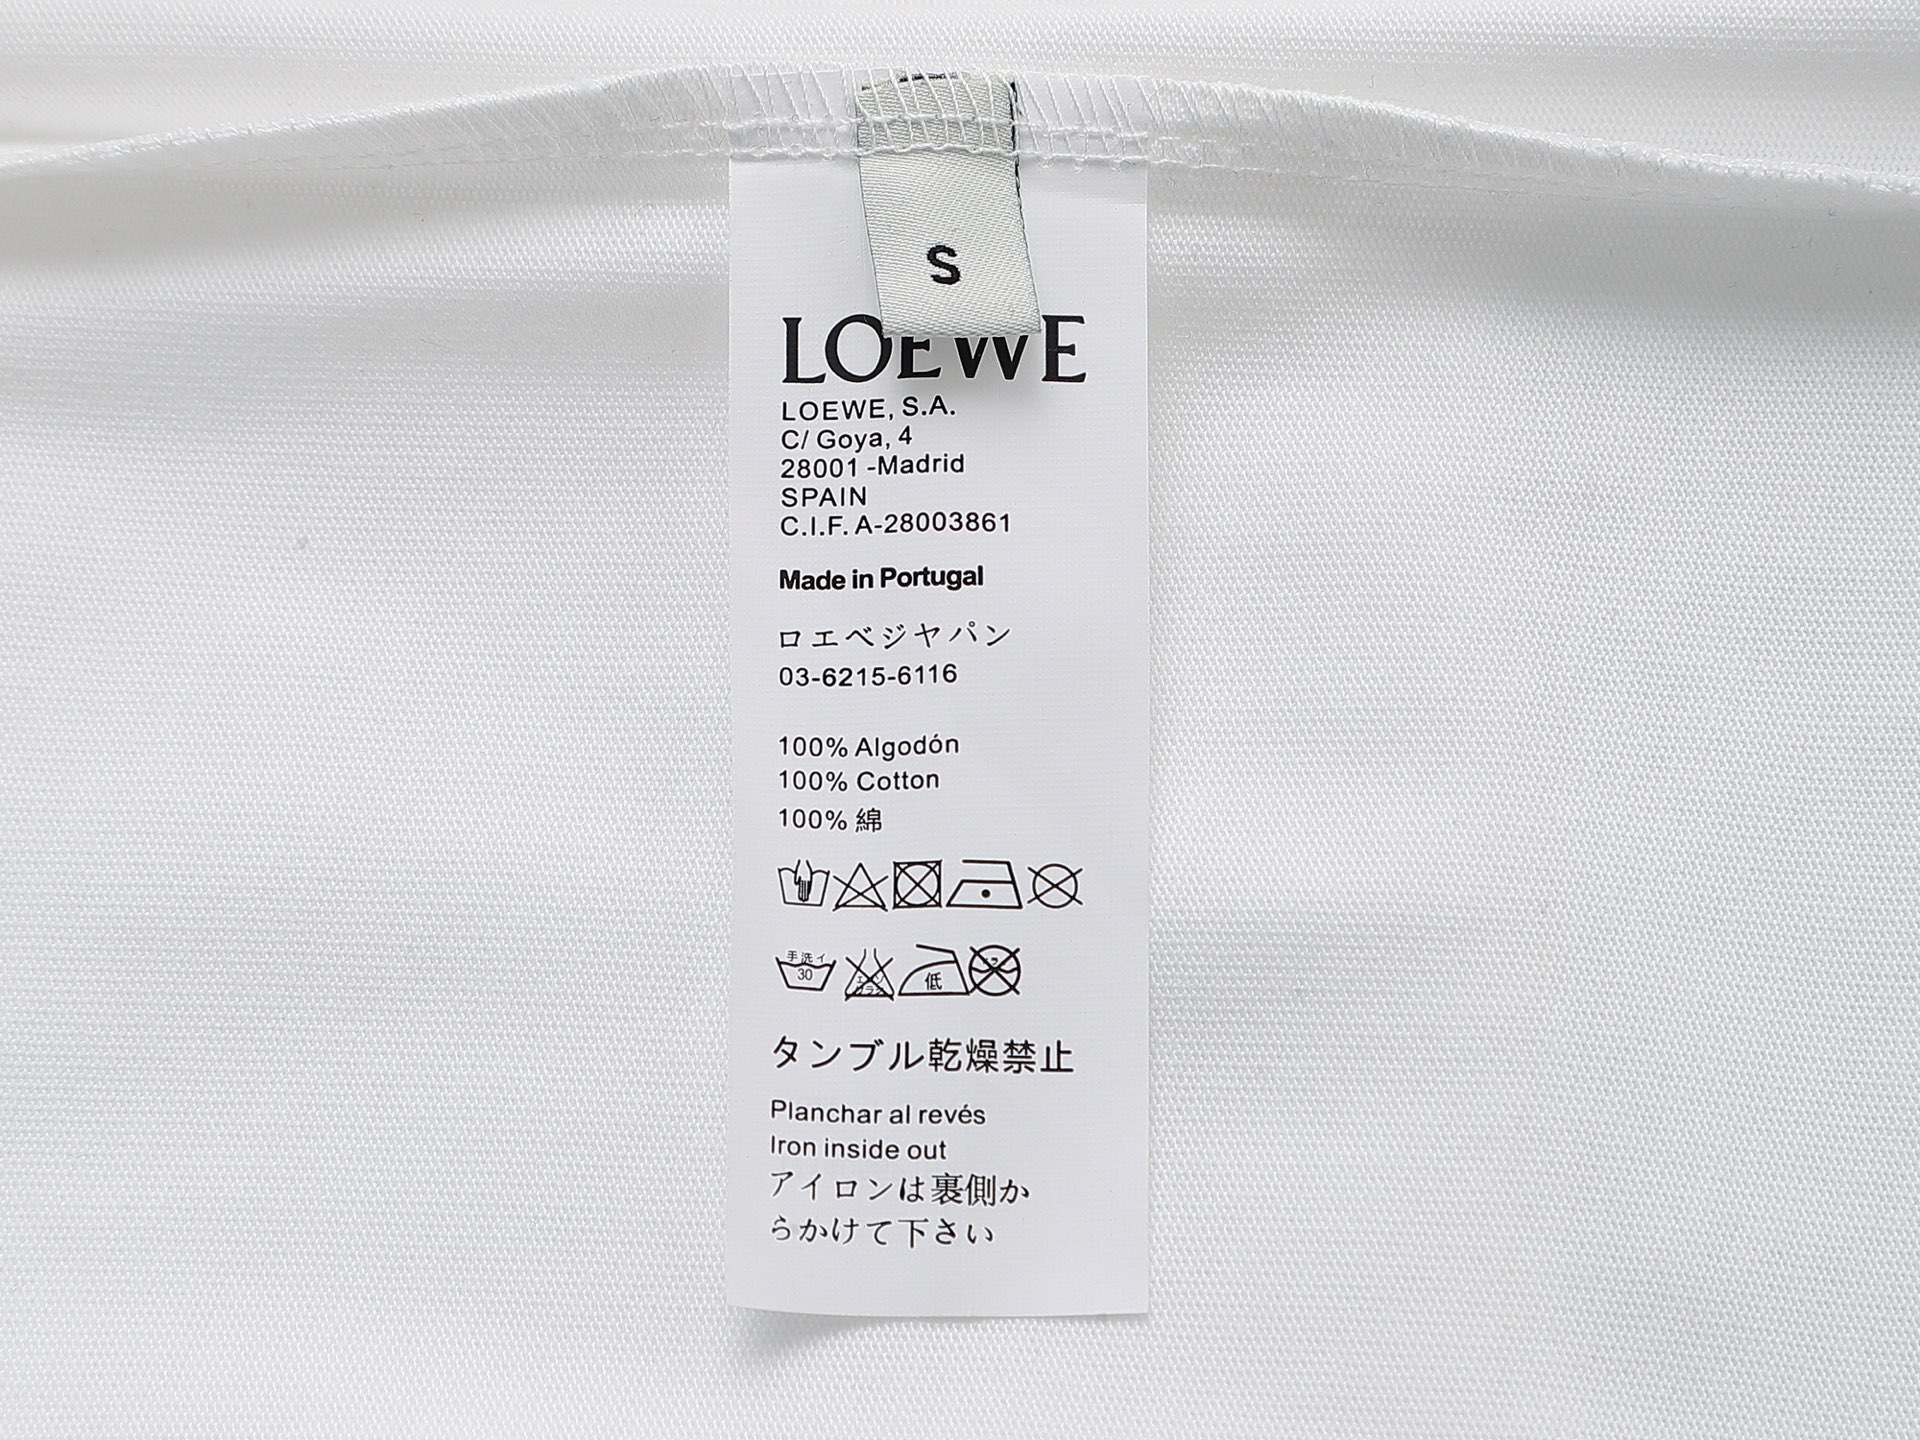 S
LOEWE
LOEWE, S.A.
C/ Goya, 4
28001 -Madrid
SPAIN
C.I.F. A-28003861
Made in Portugal
ロエベジヤパン
03-6215-6116
100% Algodón
100% Cotton
100% 綿
手洗イ
30
低
タンブル乾燥禁止
Planchar al revés
Iron inside out
アイロンは裏側か
らかけて下さい